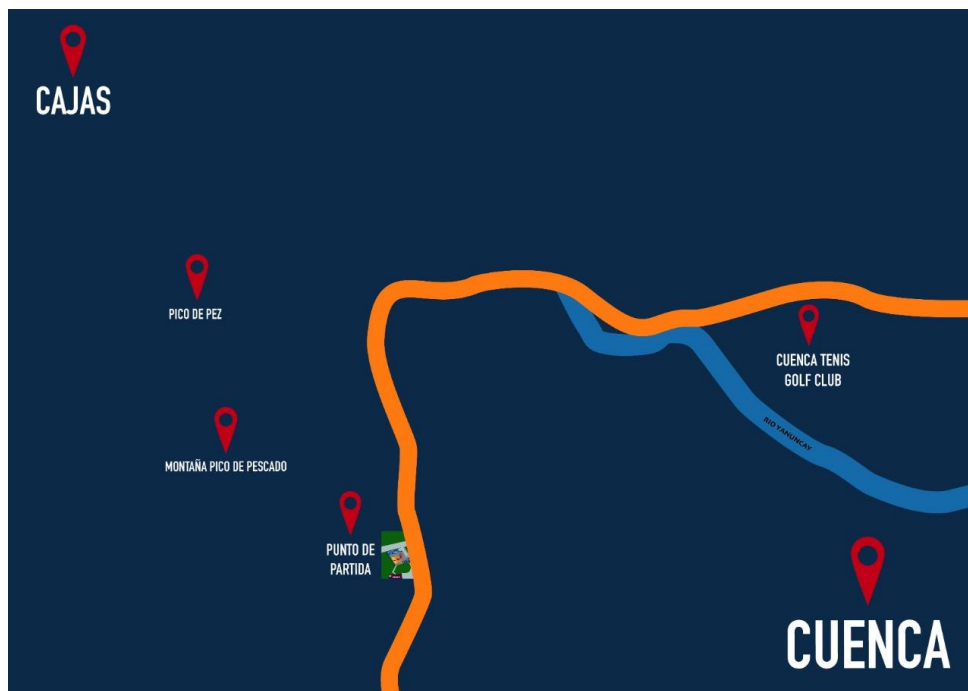 CAJAS
PICO DE PEZ
CUENCA TENIS
GOLF CLUB
RIO YANUNCAY
MONTAÑA PICO DE PESCADO
PUNTO DE
PARTIDA
CUENCA